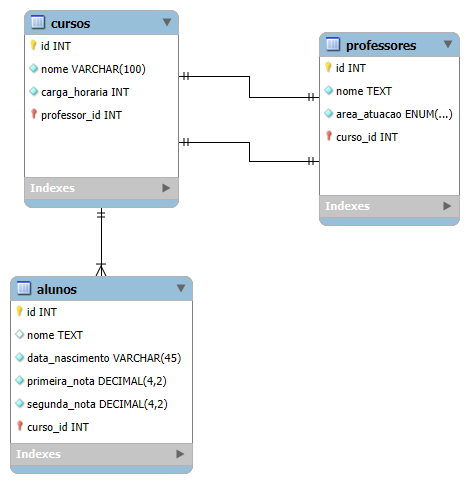 cursos
id INT
nome VARCHAR(100)
carga_horaria INT
professor_id INT
Indexes
professores
id INT
nome TEXT
area_atuacao ENUM(...)
curso_id INT
Indexes
alunos
id INT
nome TEXT
data_nascimento VARCHAR(45)
primeira_nota DECIMAL(4,2)
segunda_nota DECIMAL(4,2)
curso_id INT
Indexes